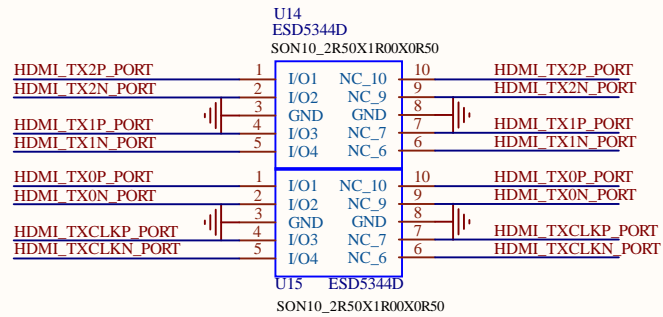 U14
ESD5344D
SON10_2R50X1R00X0R50
HDMI_TX2P_PORT 1 I/O1 NC_10 10 HDMI_TX2P_PORT
HDMI_TX2N_PORT 2 I/O2 NC_9 9 HDMI_TX2N_PORT
3 GND GND 8
HDMI_TX1P_PORT 4 I/O3 NC_7 7 HDMI_TX1P_PORT
HDMI_TX1N_PORT 5 I/O4 NC_6 6 HDMI_TX1N_PORT
HDMI_TX0P_PORT 1 I/O1 NC_10 10 HDMI_TX0P_PORT
HDMI_TX0N_PORT 2 I/O2 NC_9 9 HDMI_TX0N_PORT
3 GND GND 8
HDMI_TXCLKP_PORT 4 I/O3 NC_7 7 HDMI_TXCLKP_PORT
HDMI_TXCLKN_PORT 5 I/O4 NC_6 6 HDMI_TXCLKN_PORT
U15 ESD5344D
SON10_2R50X1R00X0R50